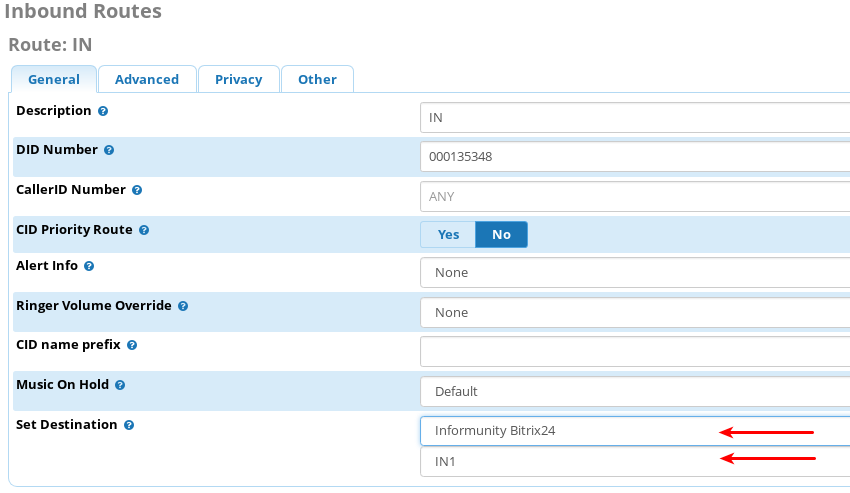 Inbound Routes
Route: IN
General Advanced Privacy Other
Description IN
DID Number 000135348
CallerID Number ANY
CID Priority Route Yes No
Alert Info None
Ringer Volume Override None
CID name prefix
Music On Hold Default
Set Destination Informunity Bitrix24
IN1